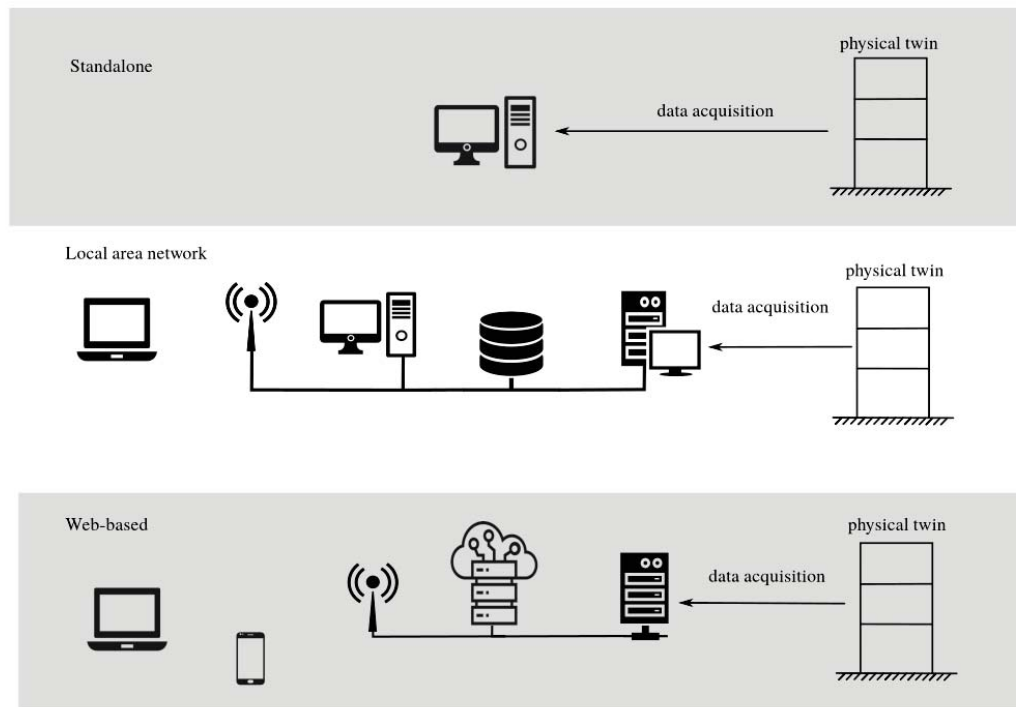 physical twin
Standalone
data acquisition
Local area network
physical twin
data acquisition
Web-based
physical twin
data acquisition